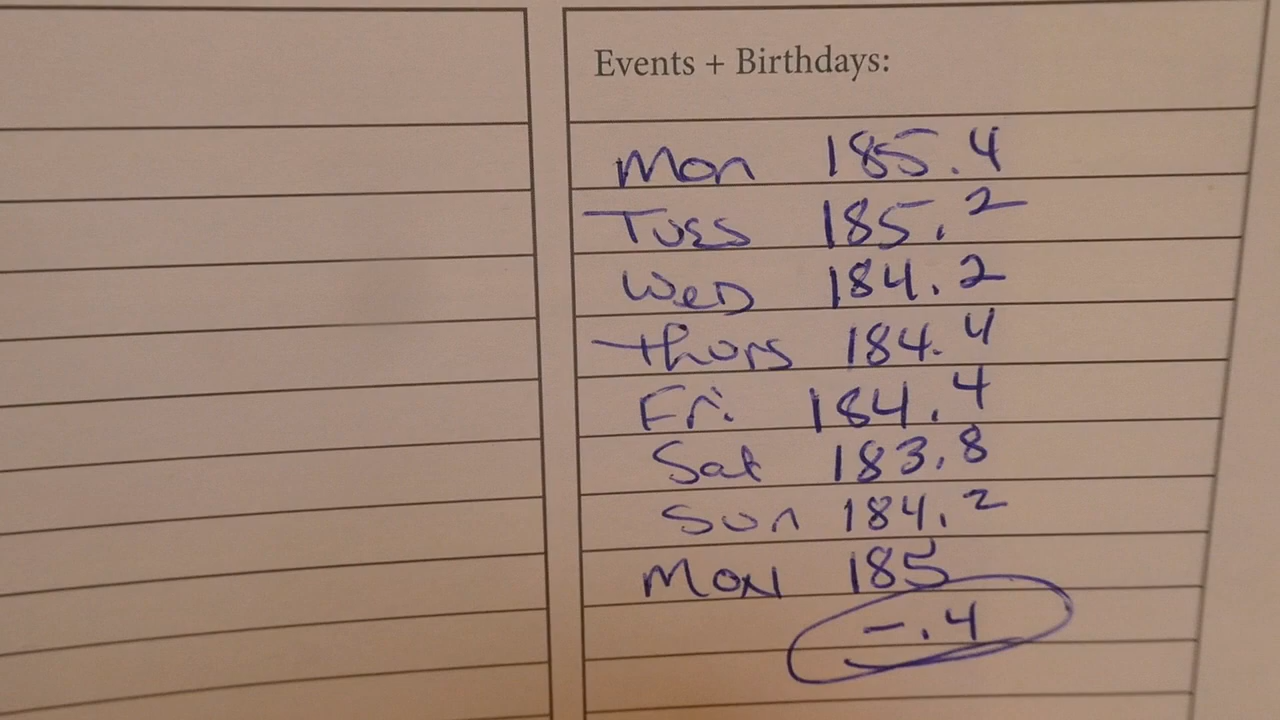 Events + Birthdays:
Mon 185.4
Tues 185.2
Wed 184.2
Thurs 184.4
Fri. 184.4
Sat 183.8
Sun 184.2
Mon 185
-.4